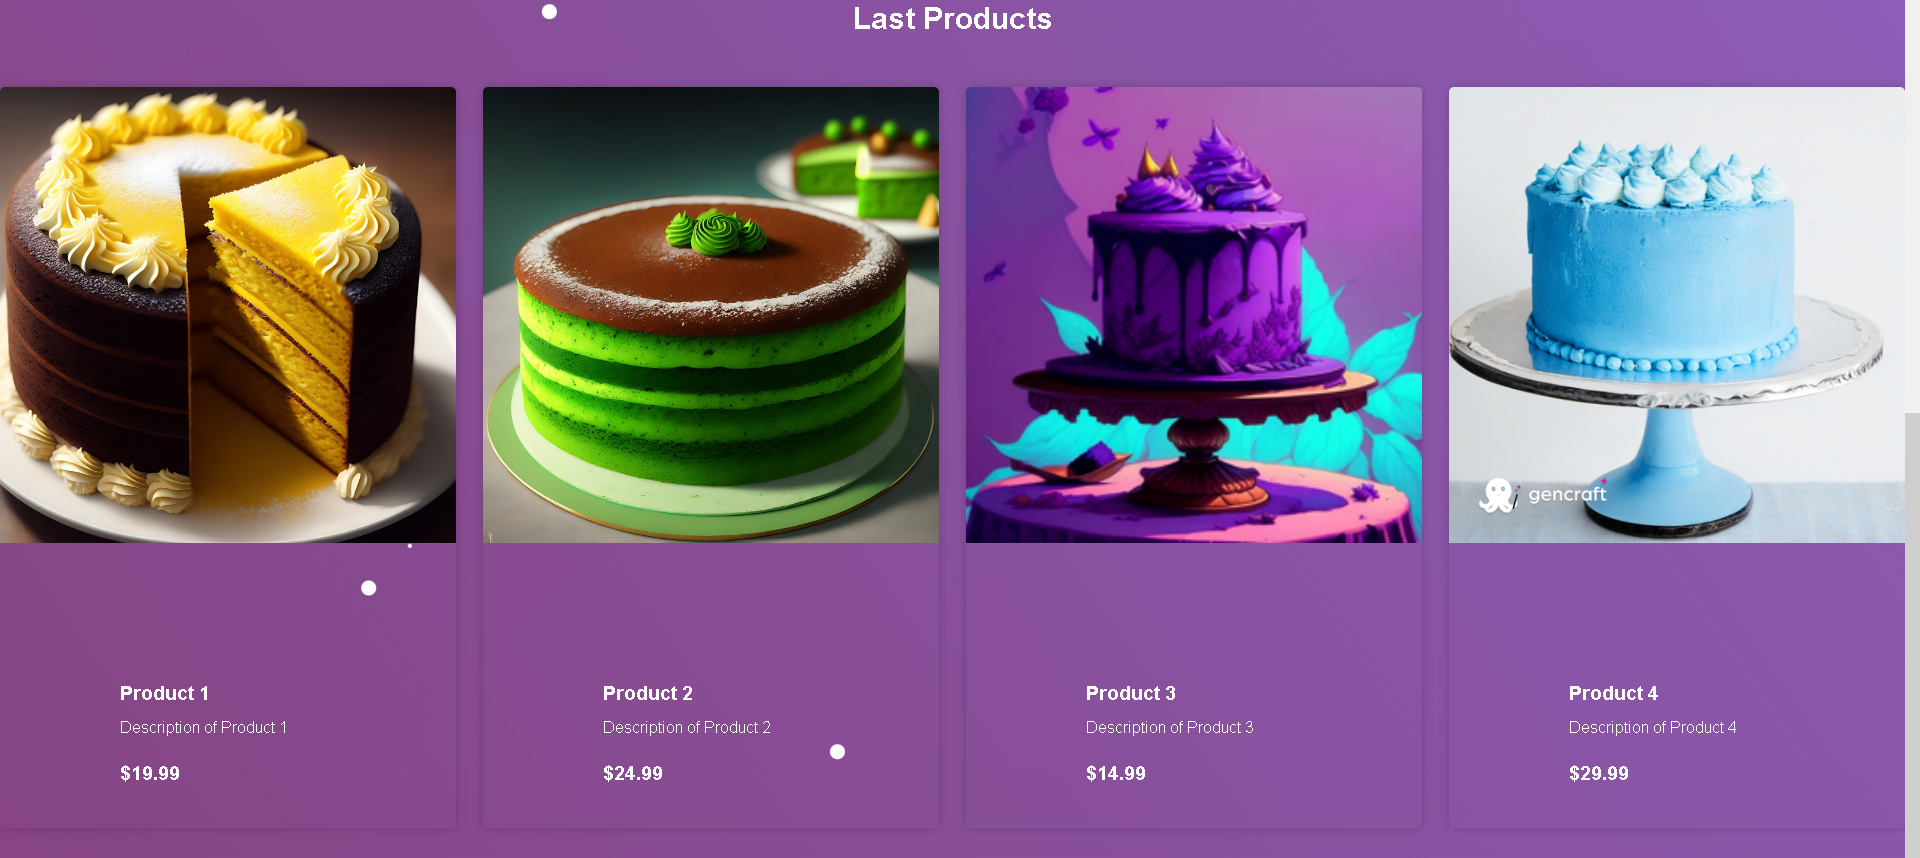 Last Products
gencraft
Product 1
Description of Product 1
$19.99
Product 2
Description of Product 2
$24.99
Product 3
Description of Product 3
$14.99
Product 4
Description of Product 4
$29.99